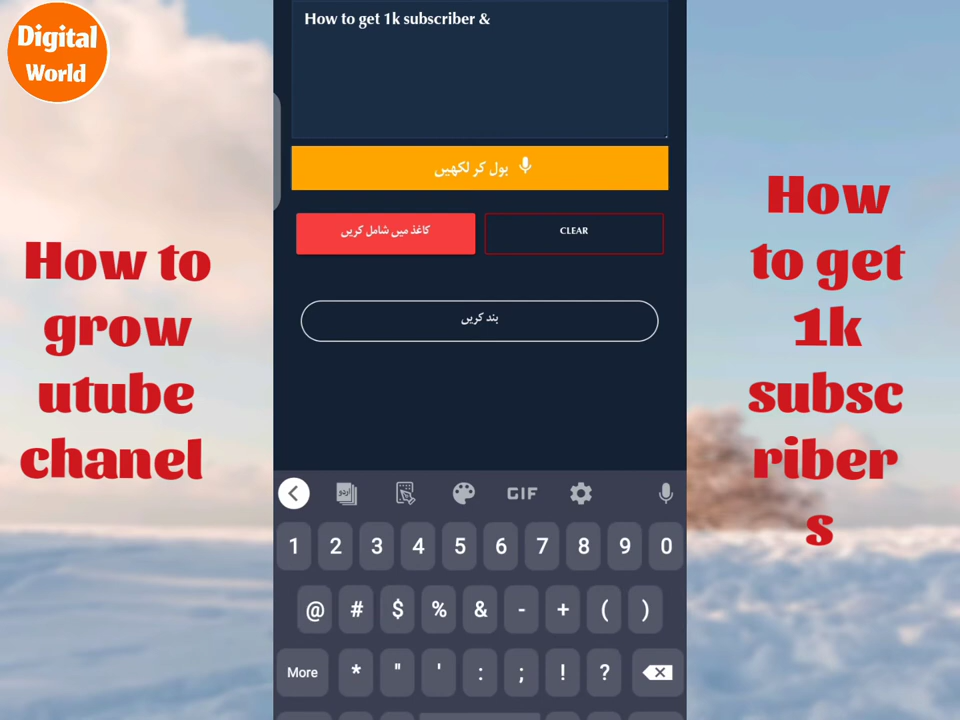 Digital
World
How to get 1k subscriber &
بول کر لکھیں
کاغذ میں شامل کریں
CLEAR
بند کریں
How to
grow
utube
chanel
How
to get
1k
subsc
riber
s
اردو
GIF
1 2 3 4 5 6 7 8 9 0
@ # $ % & - + ( )
More * " ' : ; ! ?